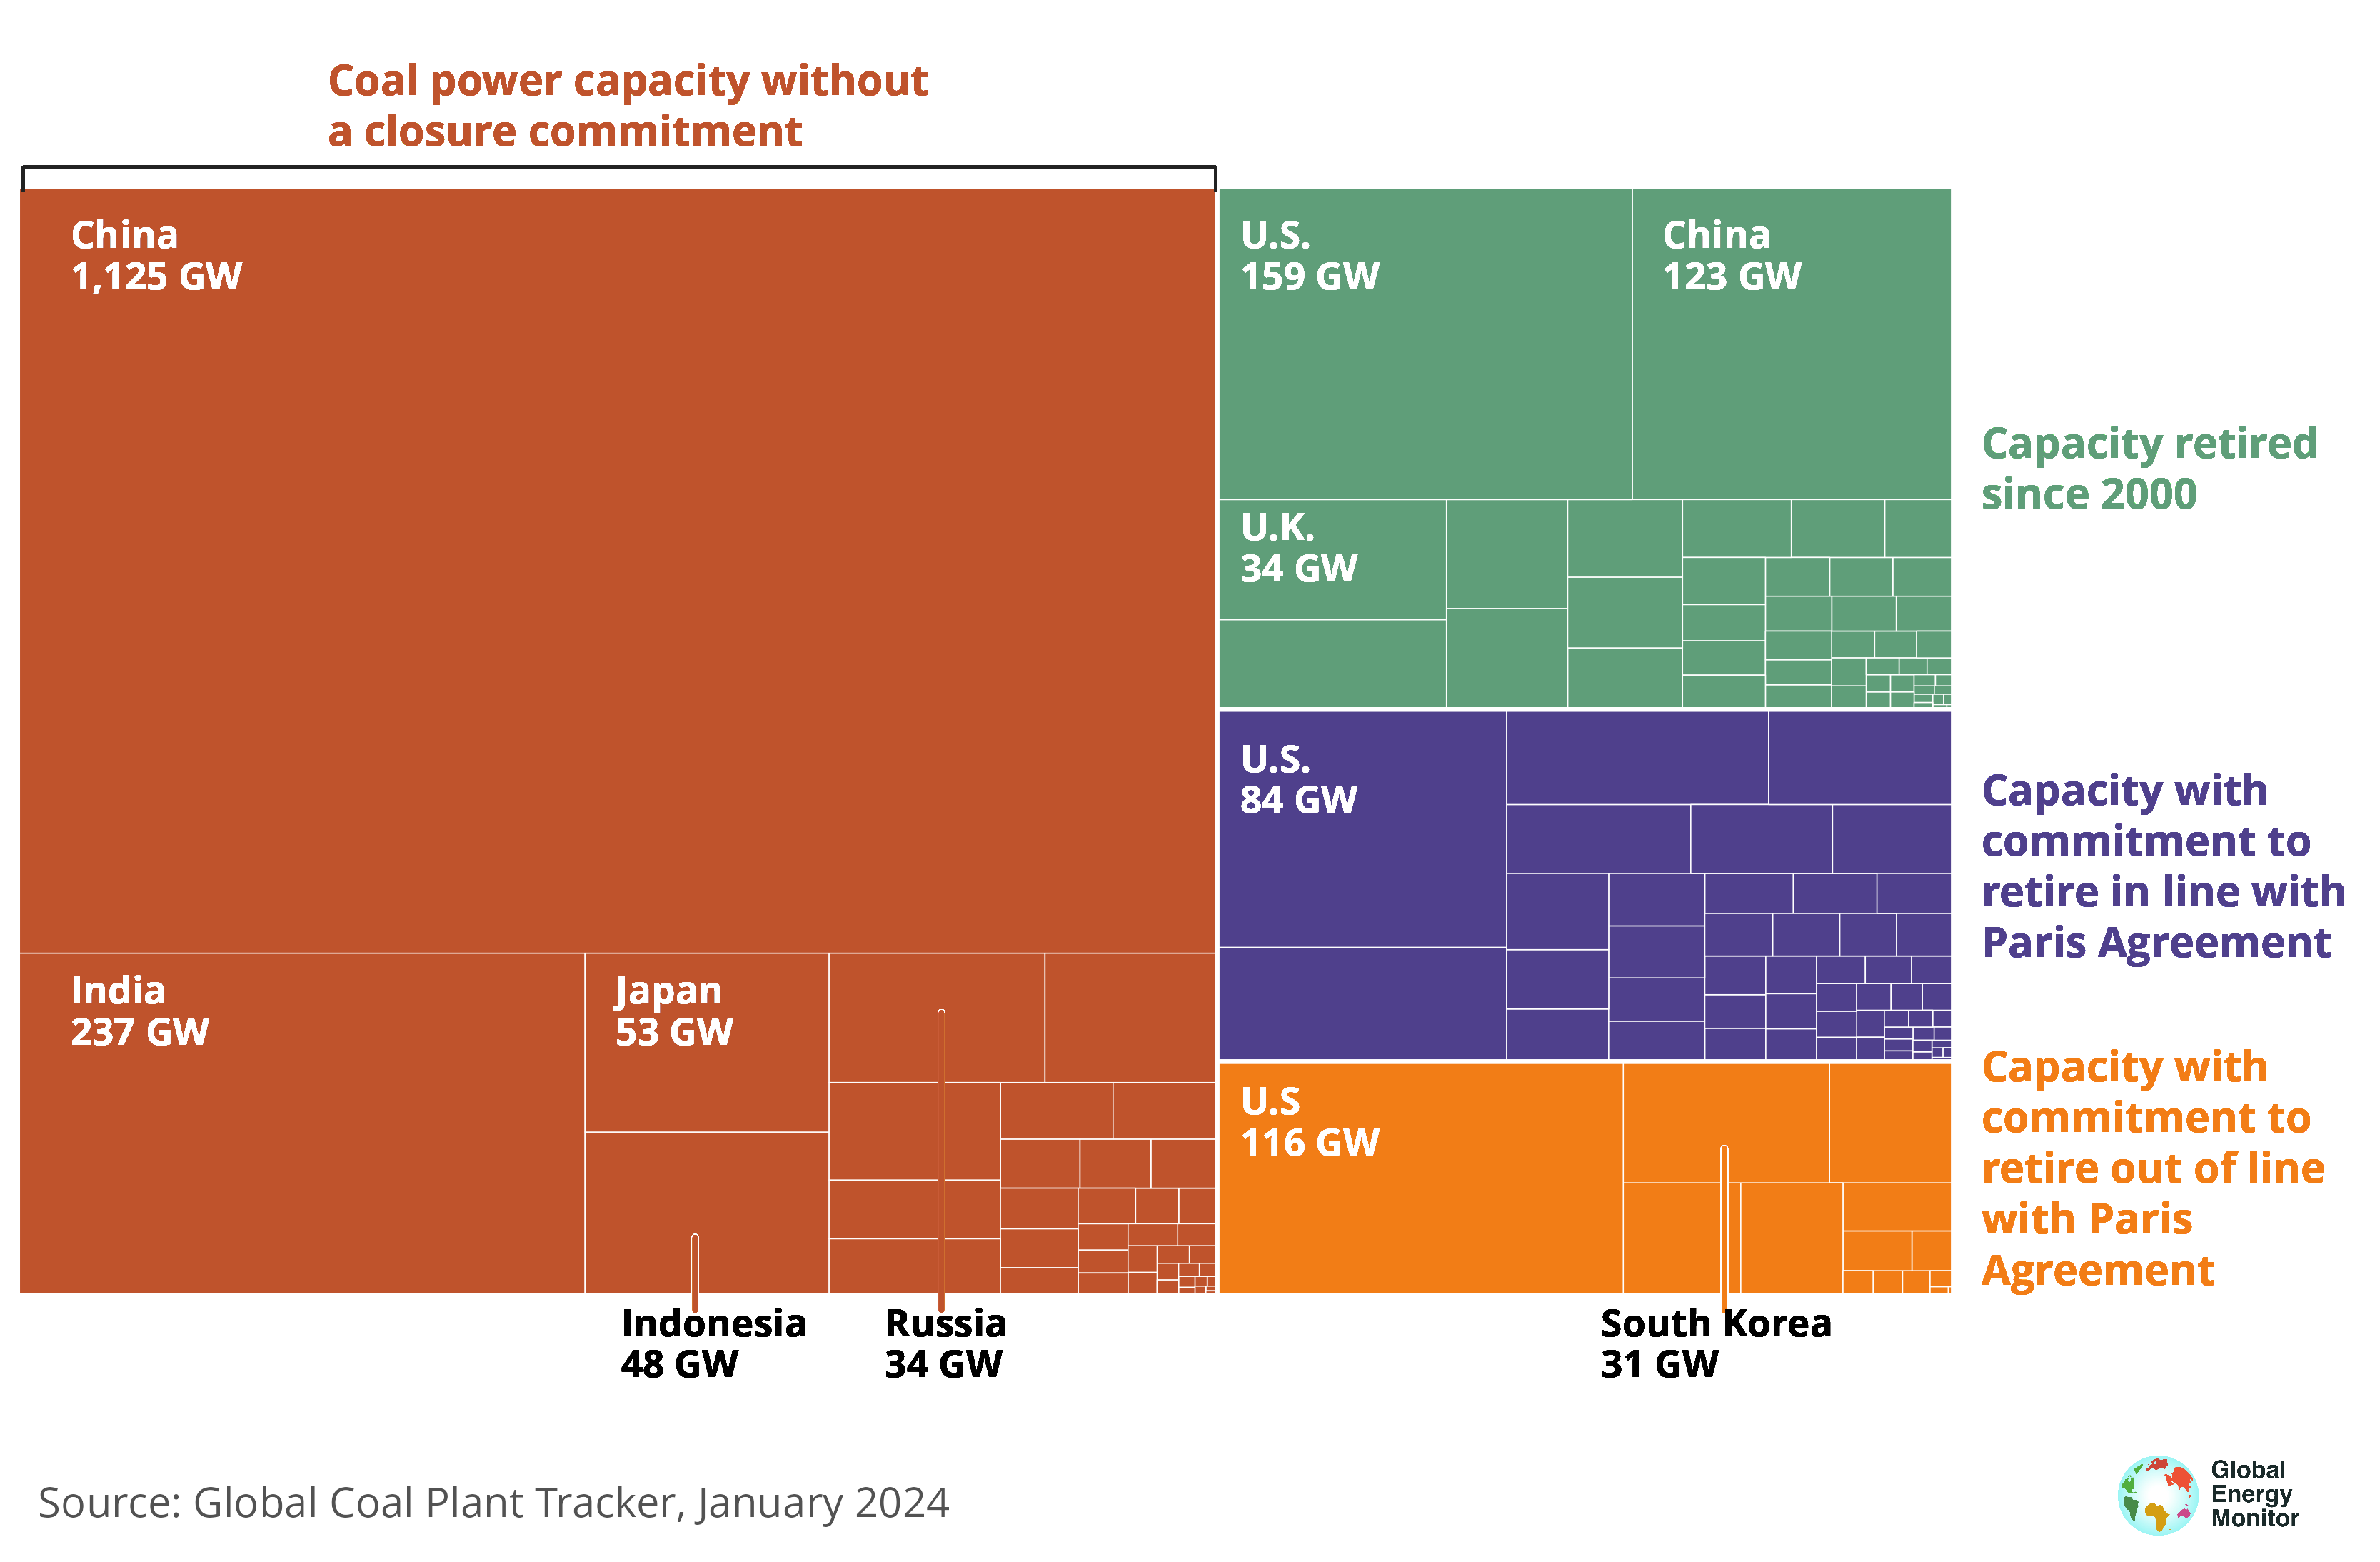 Coal power capacity without
a closure commitment
China
1,125 GW
India
237 GW
Japan
53 GW
Indonesia
48 GW
Russia
34 GW
U.S.
159 GW
China
123 GW
U.K.
34 GW
Capacity retired
since 2000
U.S.
84 GW
Capacity with
commitment to
retire in line with
Paris Agreement
U.S
116 GW
South Korea
31 GW
Capacity with
commitment to
retire out of line
with Paris
Agreement
Source: Global Coal Plant Tracker, January 2024
Global
Energy
Monitor